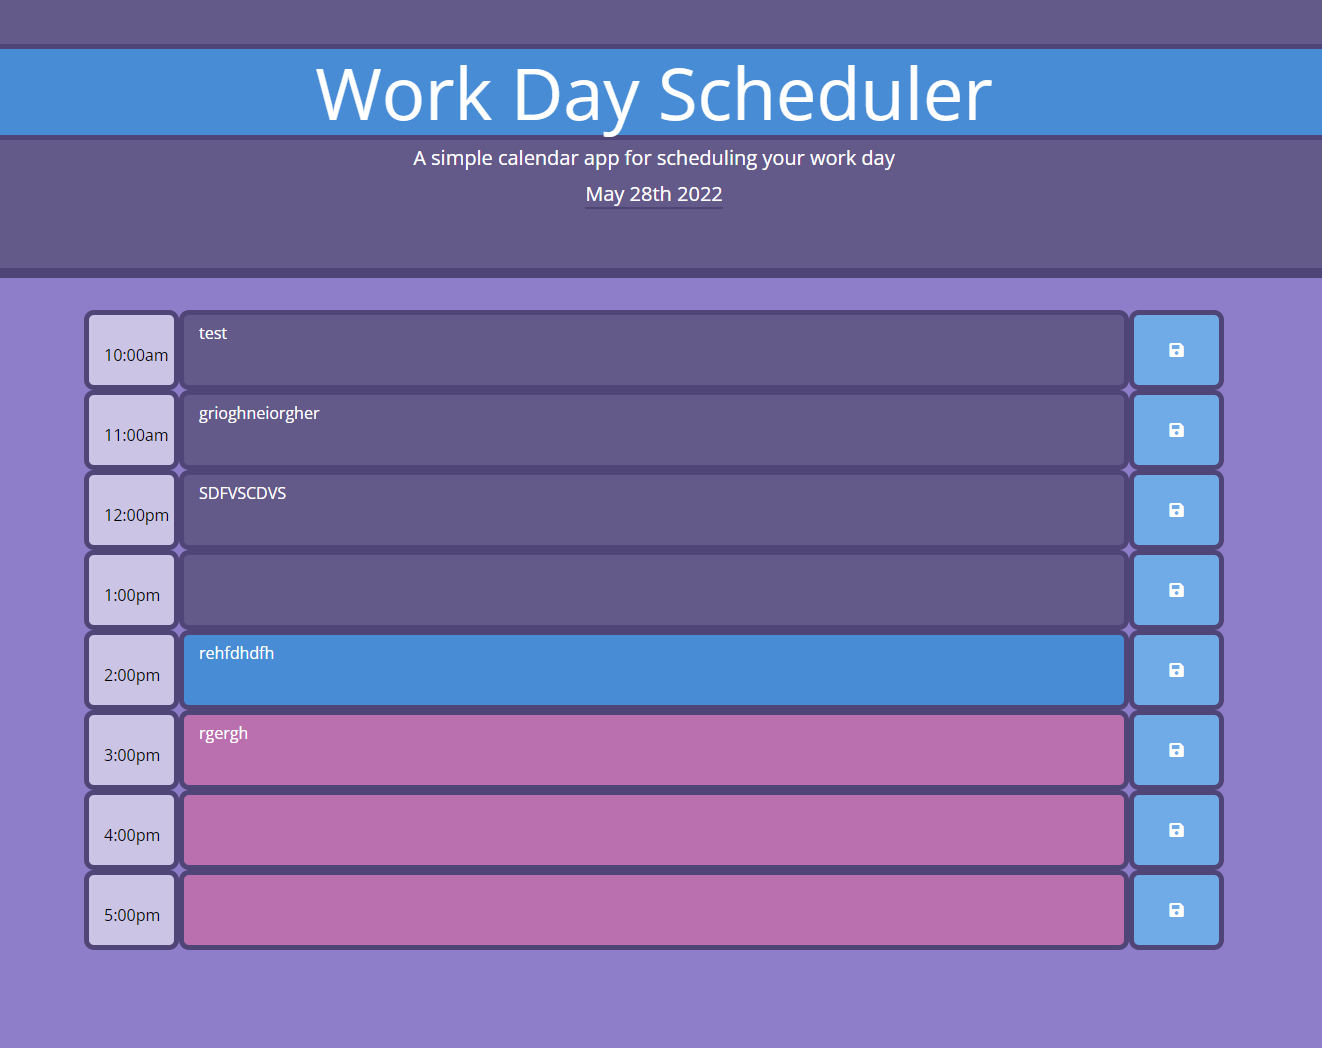 Work Day Scheduler
A simple calendar app for scheduling your work day
May 28th 2022
10:00am test
11:00am grioghneiorgher
12:00pm SDFVSCDVS
1:00pm
2:00pm rehfdhdfh
3:00pm rgergh
4:00pm
5:00pm